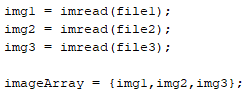 img1 = imread(file1);
img2 = imread(file2);
img3 = imread(file3);
imageArray = {img1,img2,img3};